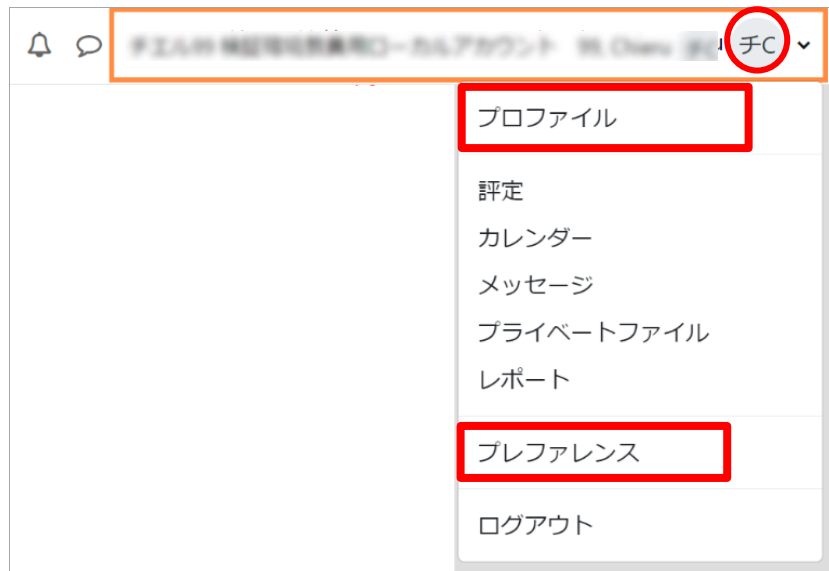 チC
プロファイル
評定
カレンダー
メッセージ
プライベートファイル
レポート
プレファレンス
ログアウト